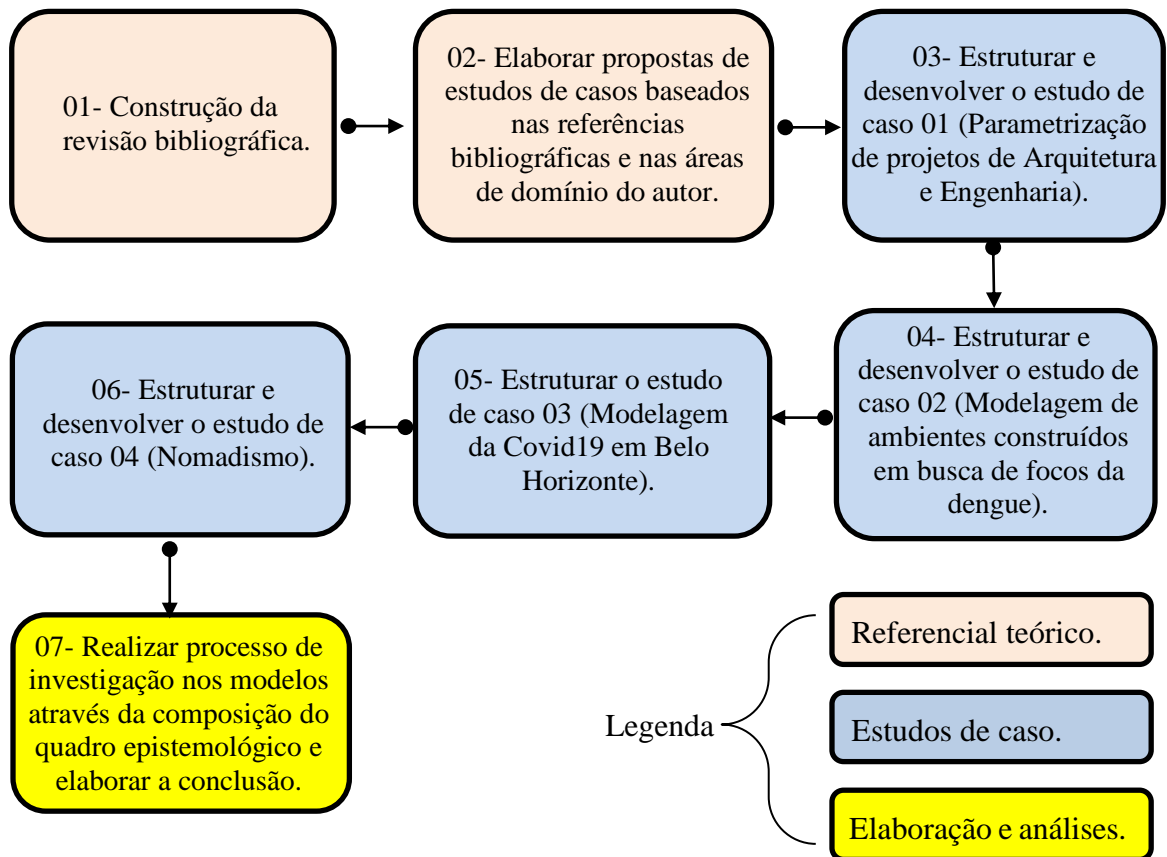 01- Construção da
revisão bibliográfica.
02- Elaborar propostas de
estudos de casos baseados
nas referências
bibliográficas e nas áreas
de domínio do autor.
03- Estruturar e
desenvolver o estudo de
caso 01 (Parametrização
de projetos de Arquitetura
e Engenharia).
04- Estruturar e
desenvolver o estudo de
caso 02 (Modelagem de
ambientes construídos
em busca de focos da
dengue).
05- Estruturar o estudo
de caso 03 (Modelagem
da Covid19 em Belo
Horizonte).
06- Estruturar e
desenvolver o estudo de
caso 04 (Nomadismo).
07- Realizar processo de
investigação nos modelos
através da composição do
quadro epistemológico e
elaborar a conclusão.
Legenda
Referencial teórico.
Estudos de caso.
Elaboração e análises.